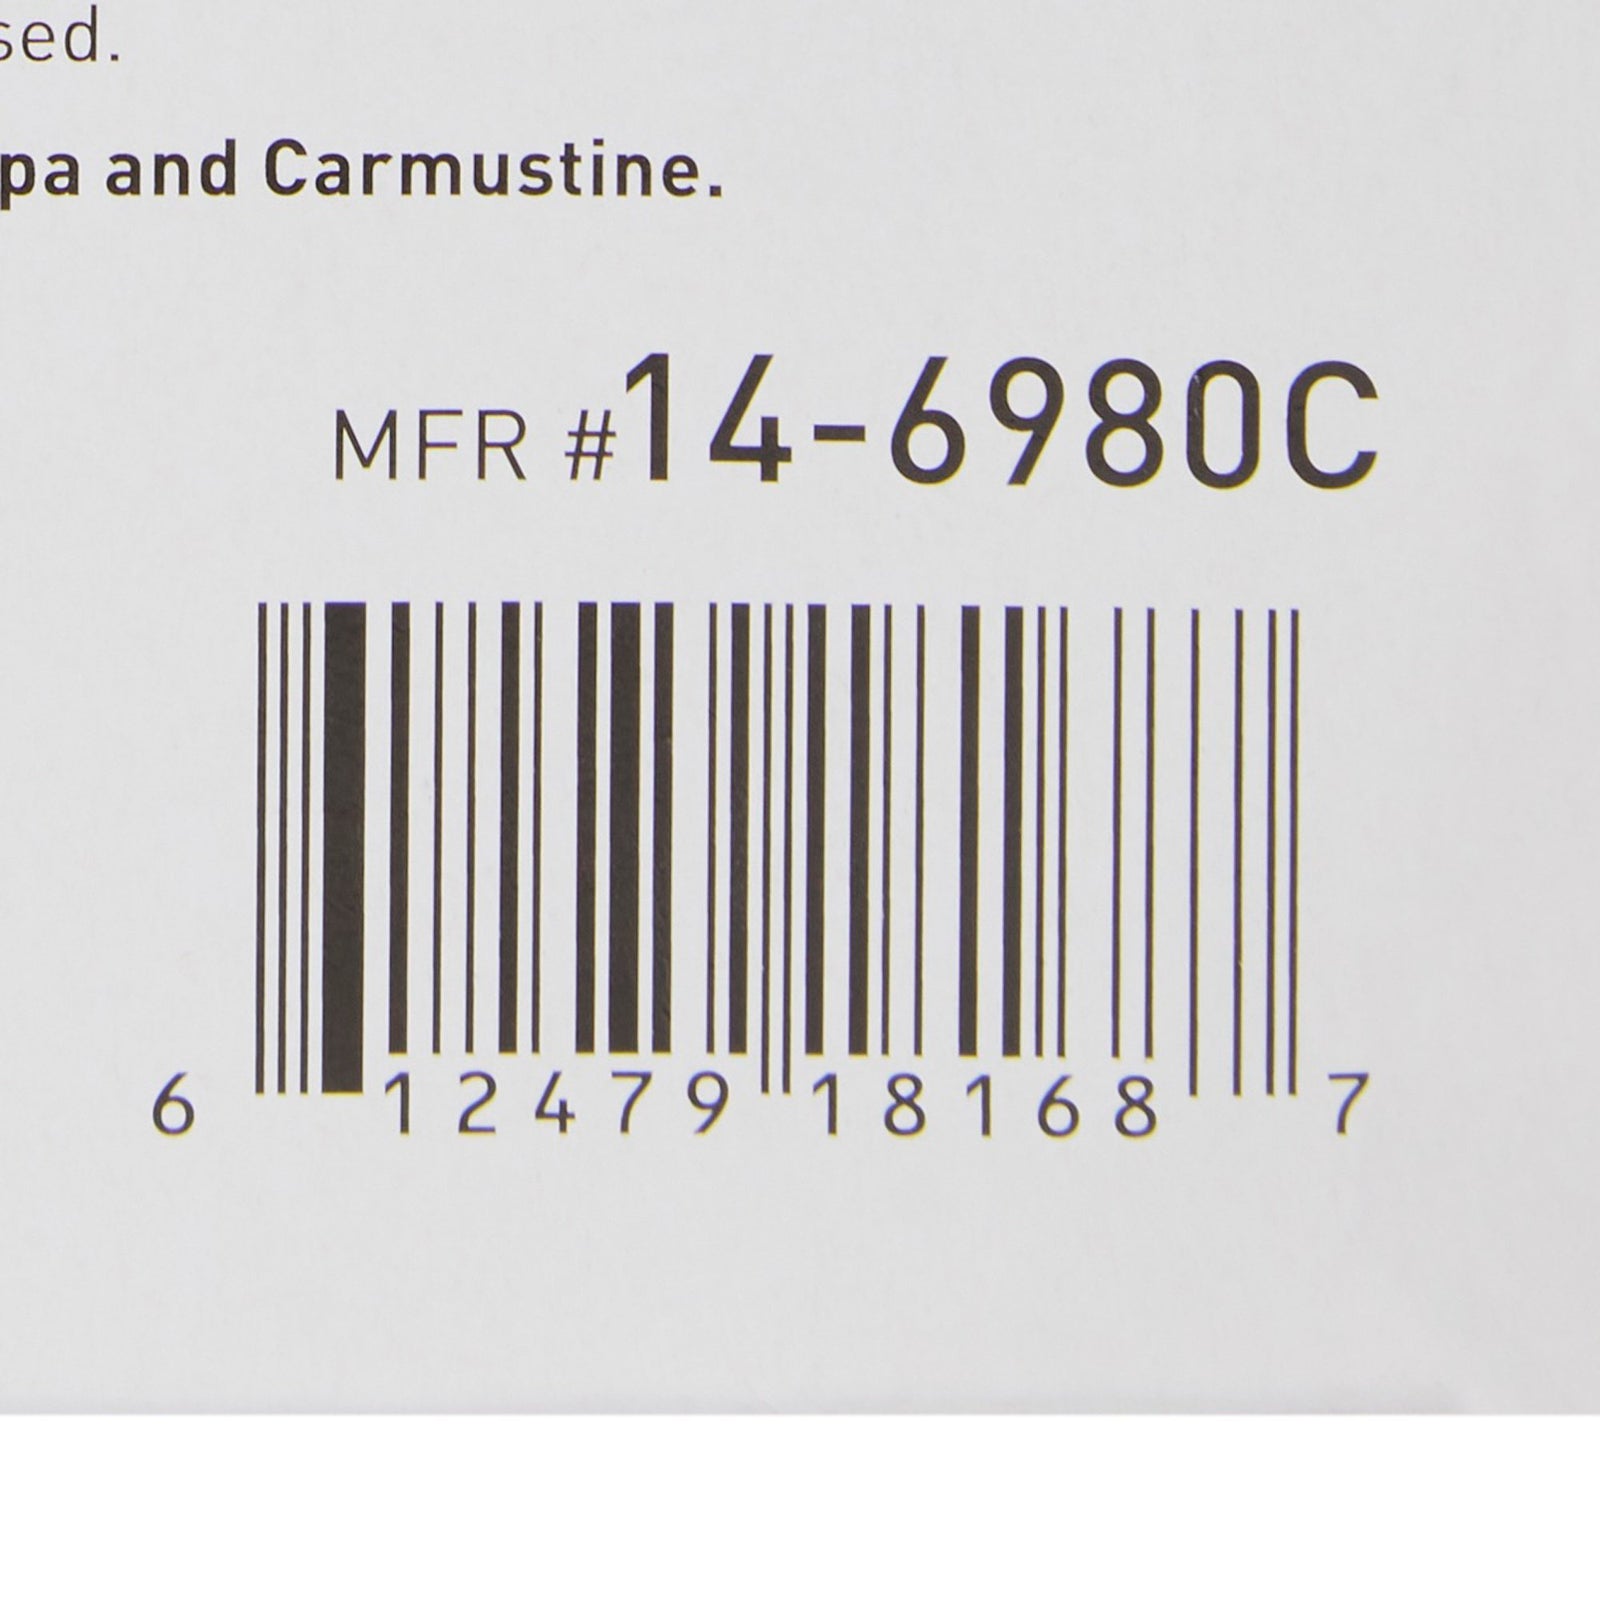 sed.
pa and Carmustine.
MFR #14-6980C
6 12479 18168 7